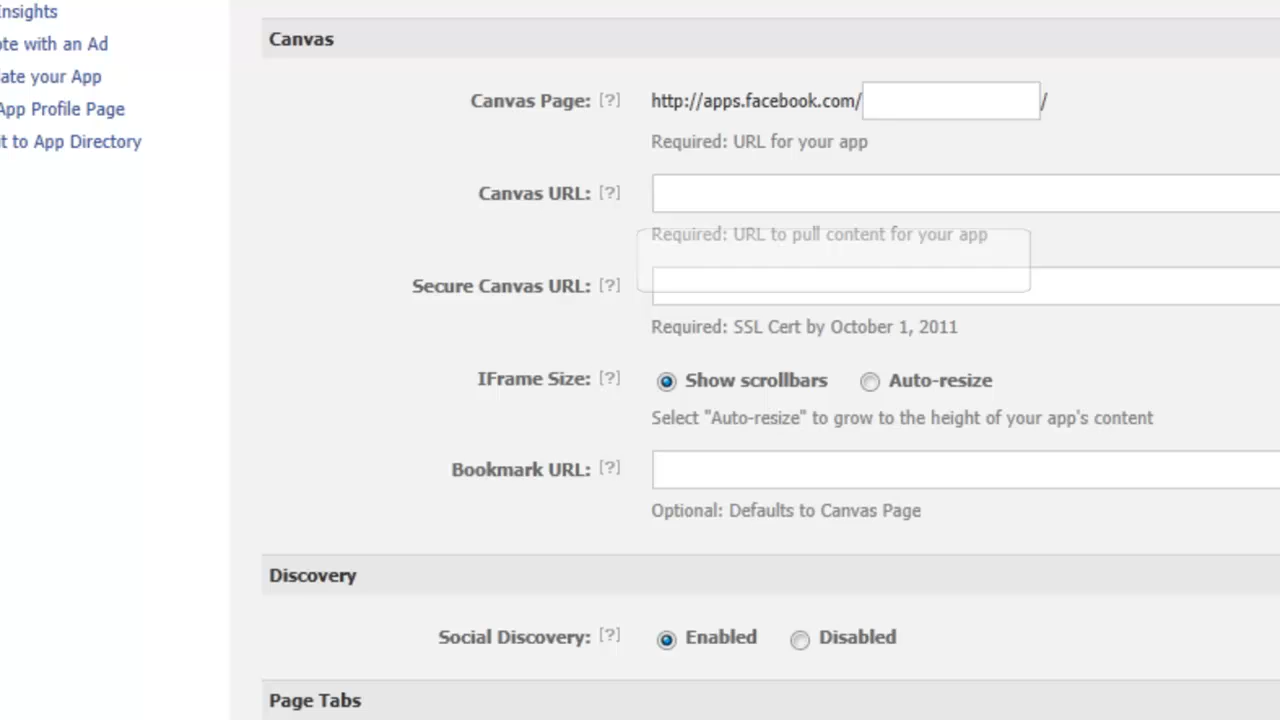 Insights
ote with an Ad
late your App
App Profile Page
it to App Directory
Canvas
Canvas Page: [?] http://apps.facebook.com/ /
Required: URL for your app
Canvas URL: [?]
Required: URL to pull content for your app
Secure Canvas URL: [?]
Required: SSL Cert by October 1, 2011
IFrame Size: [?] Show scrollbars Auto-resize
Select "Auto-resize" to grow to the height of your app's content
Bookmark URL: [?]
Optional: Defaults to Canvas Page
Discovery
Social Discovery: [?] Enabled Disabled
Page Tabs